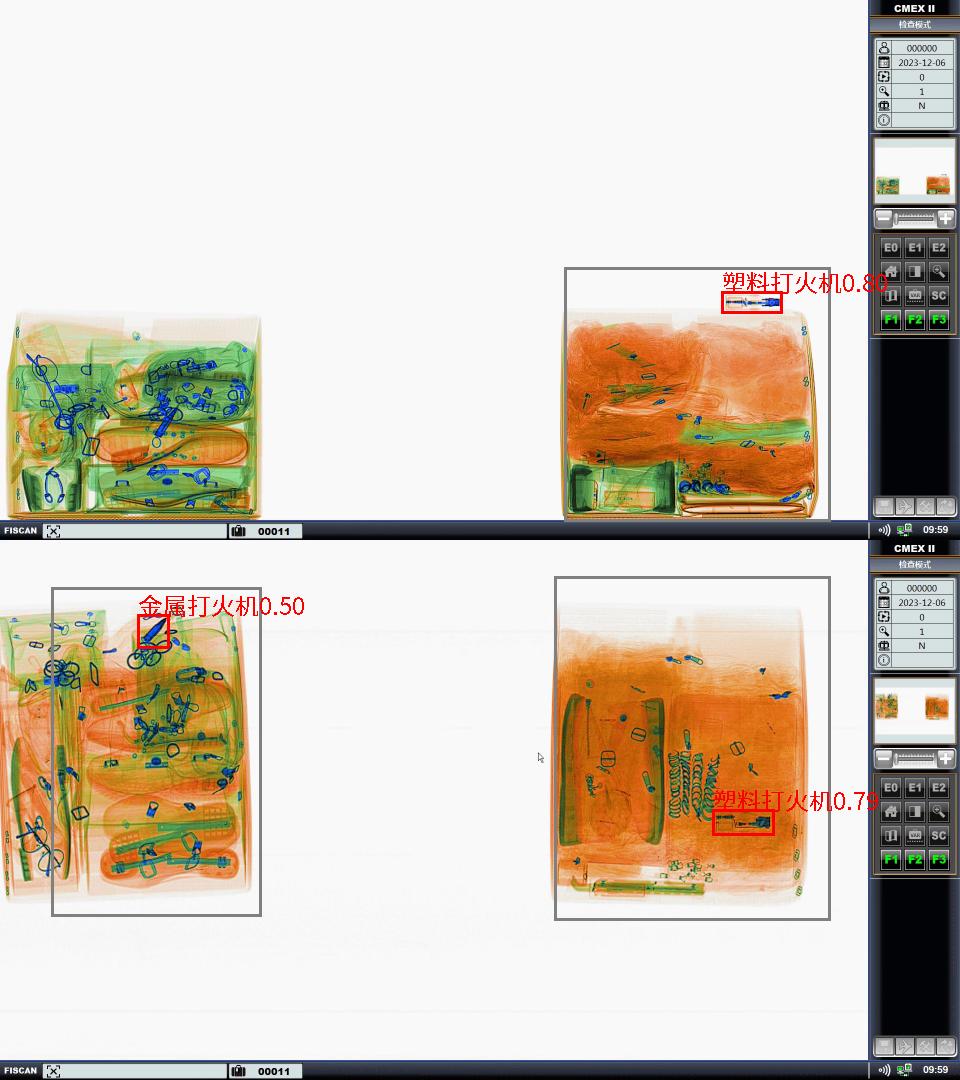 CMEX II
检查模式
000000
2023-12-06
0
1
N
塑料打火机0.80
E0 E1 E2
VAR SC
F1 F2 F3
FISCAN
00011
09:59
CMEX II
检查模式
000000
2023-12-06
0
1
N
金属打火机0.50
塑料打火机0.79
E0 E1 E2
VAR SC
F1 F2 F3
FISCAN
00011
09:59